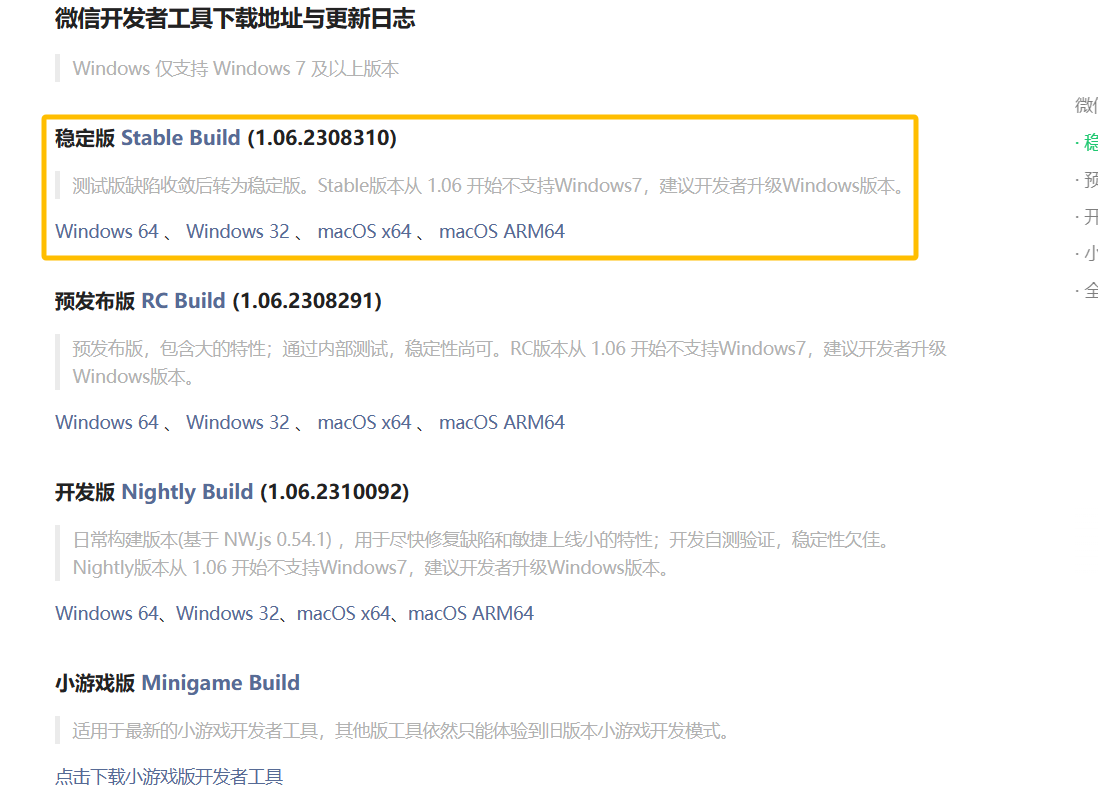 微信开发者工具下载地址与更新日志
Windows 仅支持 Windows 7 及以上版本
稳定版 Stable Build (1.06.2308310)
测试版缺陷收敛后转为稳定版。Stable版本从 1.06 开始不支持Windows7，建议开发者升级Windows版本。
Windows 64 、 Windows 32 、 macOS x64 、 macOS ARM64
预发布版 RC Build (1.06.2308291)
预发布版，包含大的特性；通过内部测试，稳定性尚可。RC版本从 1.06 开始不支持Windows7，建议开发者升级
Windows版本。
Windows 64 、 Windows 32 、 macOS x64 、 macOS ARM64
开发版 Nightly Build (1.06.2310092)
日常构建版本(基于 NW.js 0.54.1) ，用于尽快修复缺陷和敏捷上线小的特性；开发自测验证，稳定性欠佳。
Nightly版本从 1.06 开始不支持Windows7，建议开发者升级Windows版本。
Windows 64、Windows 32、macOS x64、macOS ARM64
小游戏版 Minigame Build
适用于最新的小游戏开发者工具，其他版工具依然只能体验到旧版本小游戏开发模式。
点击下载小游戏版开发者工具
微
· 稳
· 预
· 开
· 小
· 全